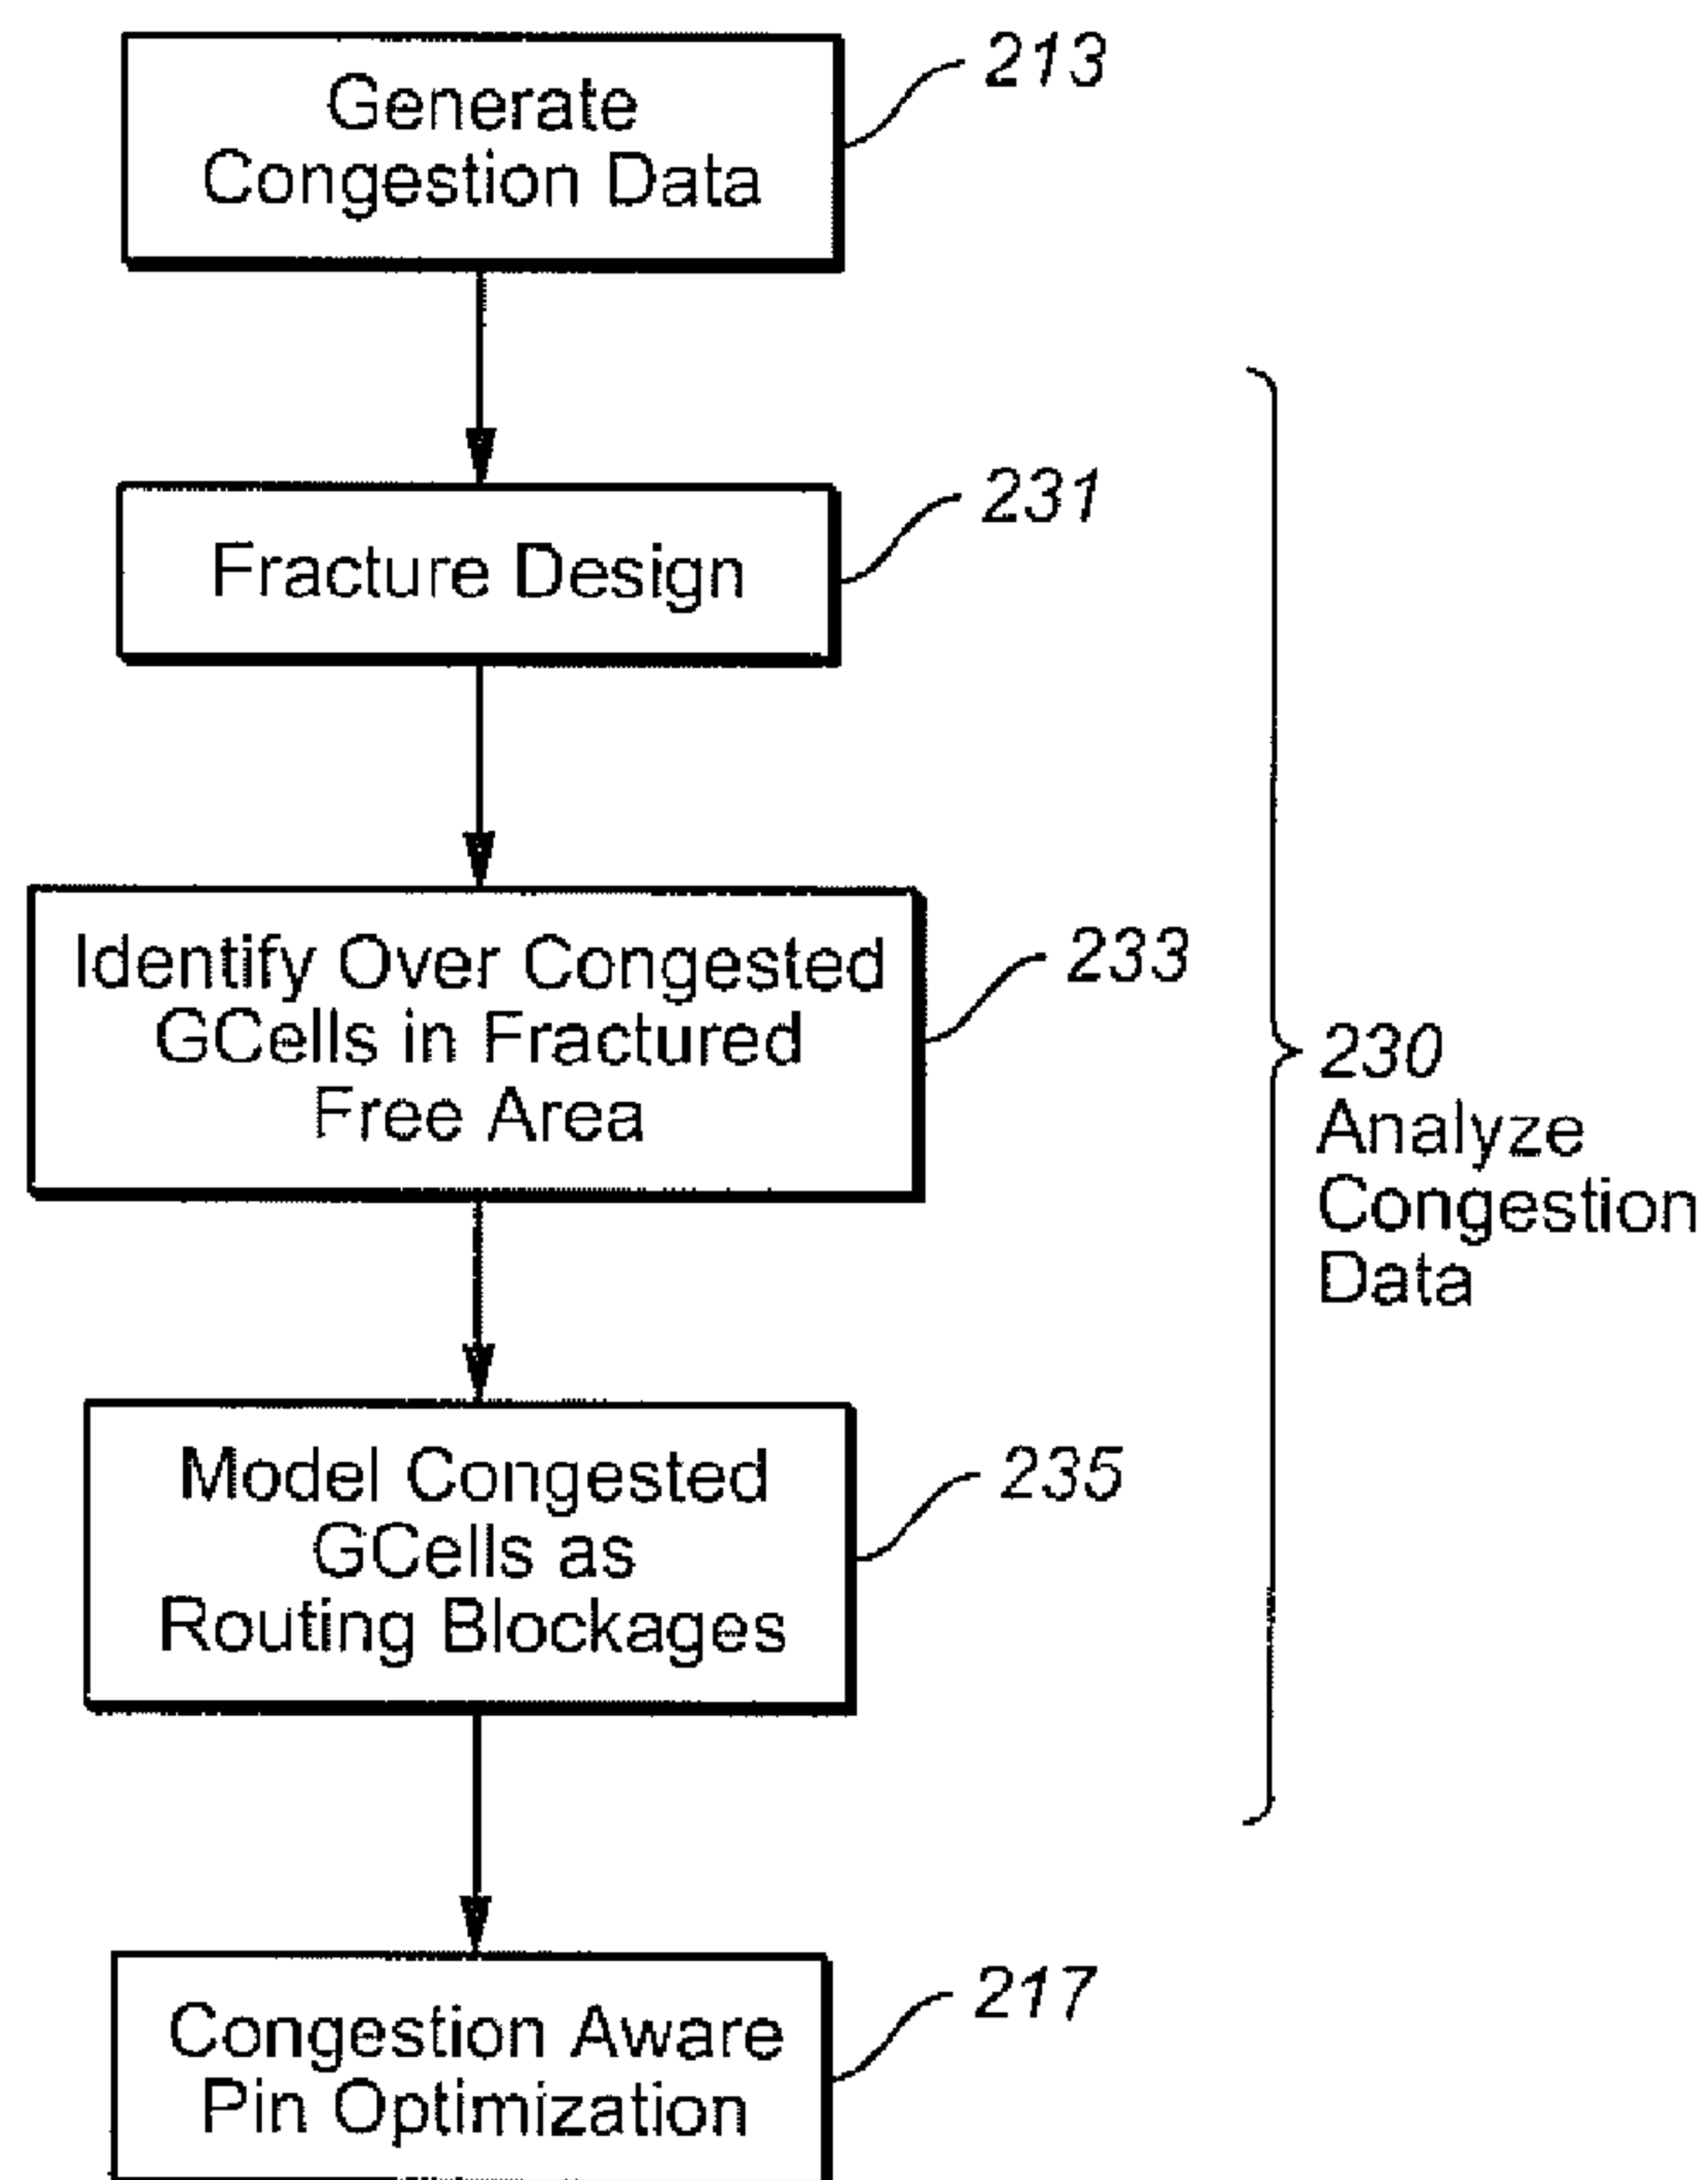 213
Generate
Congestion Data
231
Fracture Design
233
Identify Over Congested
GCells in Fractured
Free Area
230
Analyze
Congestion
Data
235
Model Congested
GCells as
Routing Blockages
217
Congestion Aware
Pin Optimization